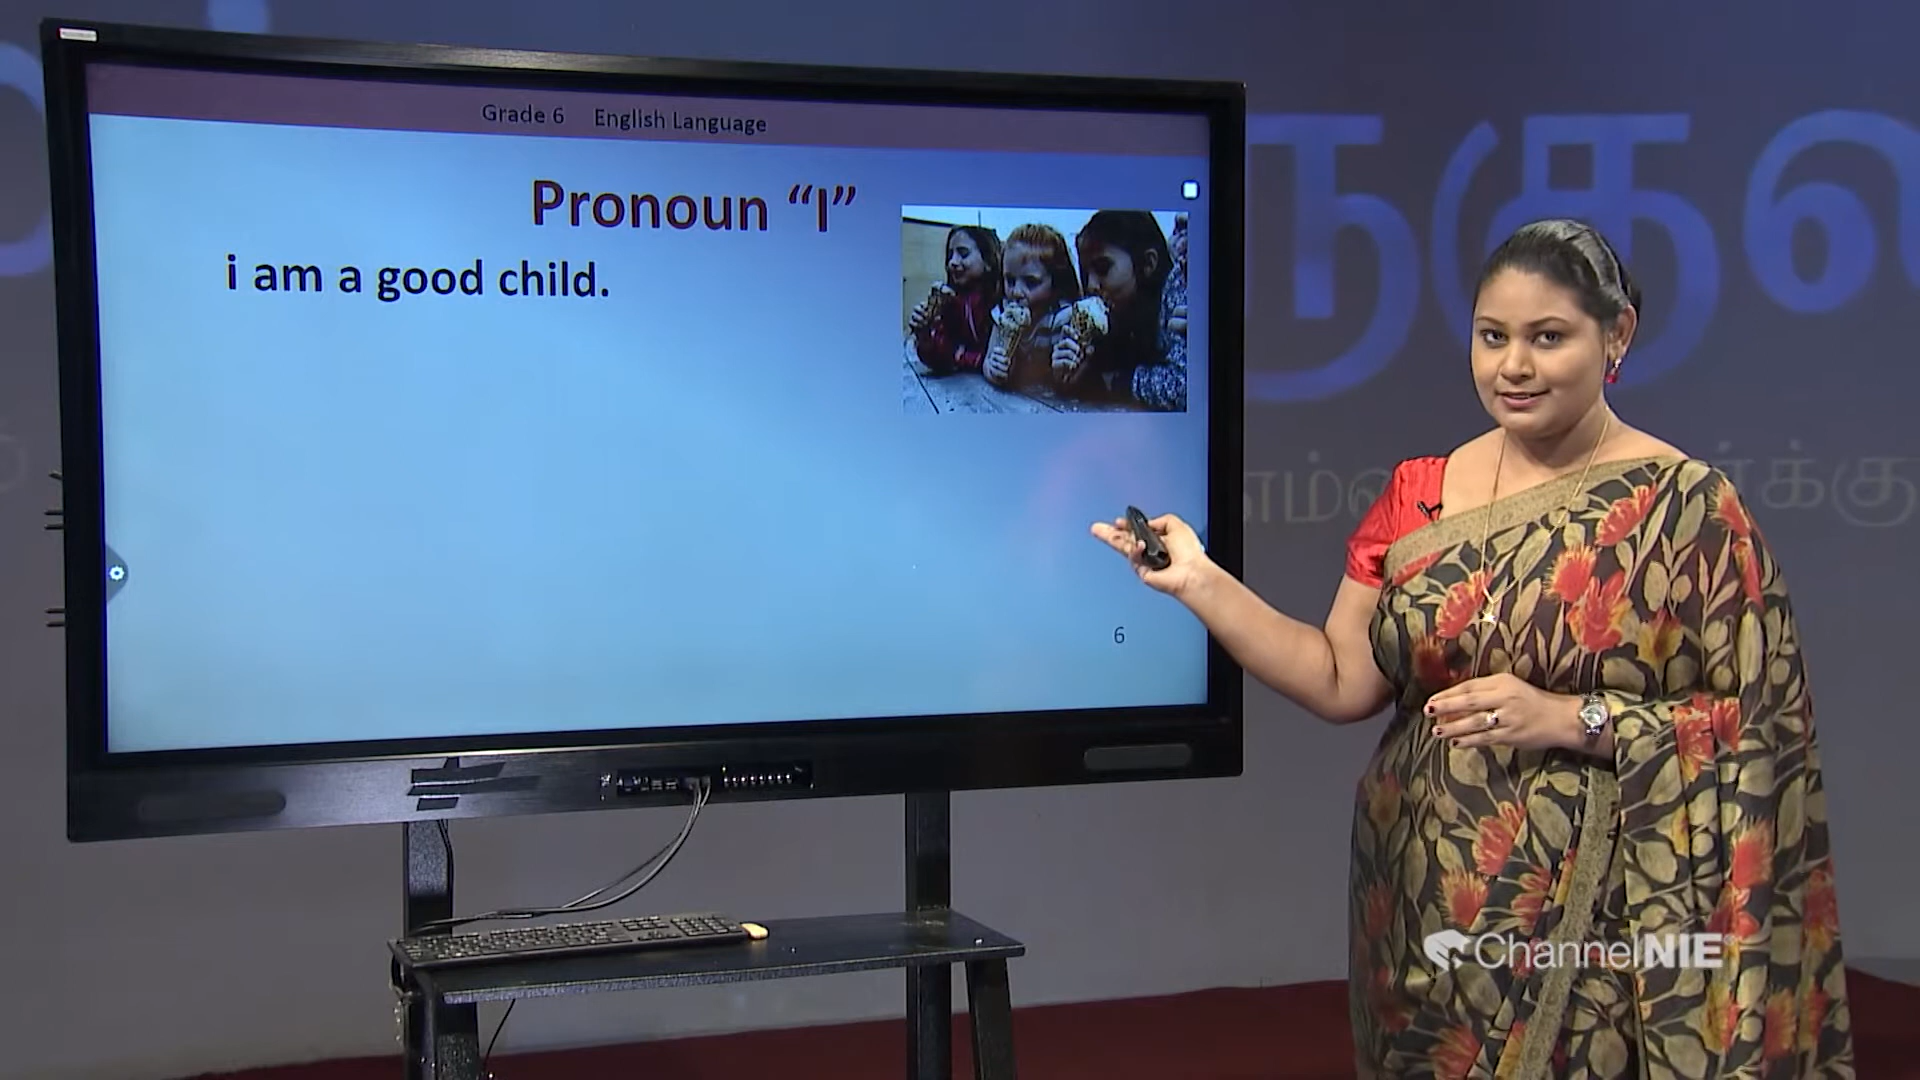 Grade 6 English Language
Pronoun “I”
i am a good child.
6
ChannelNIE